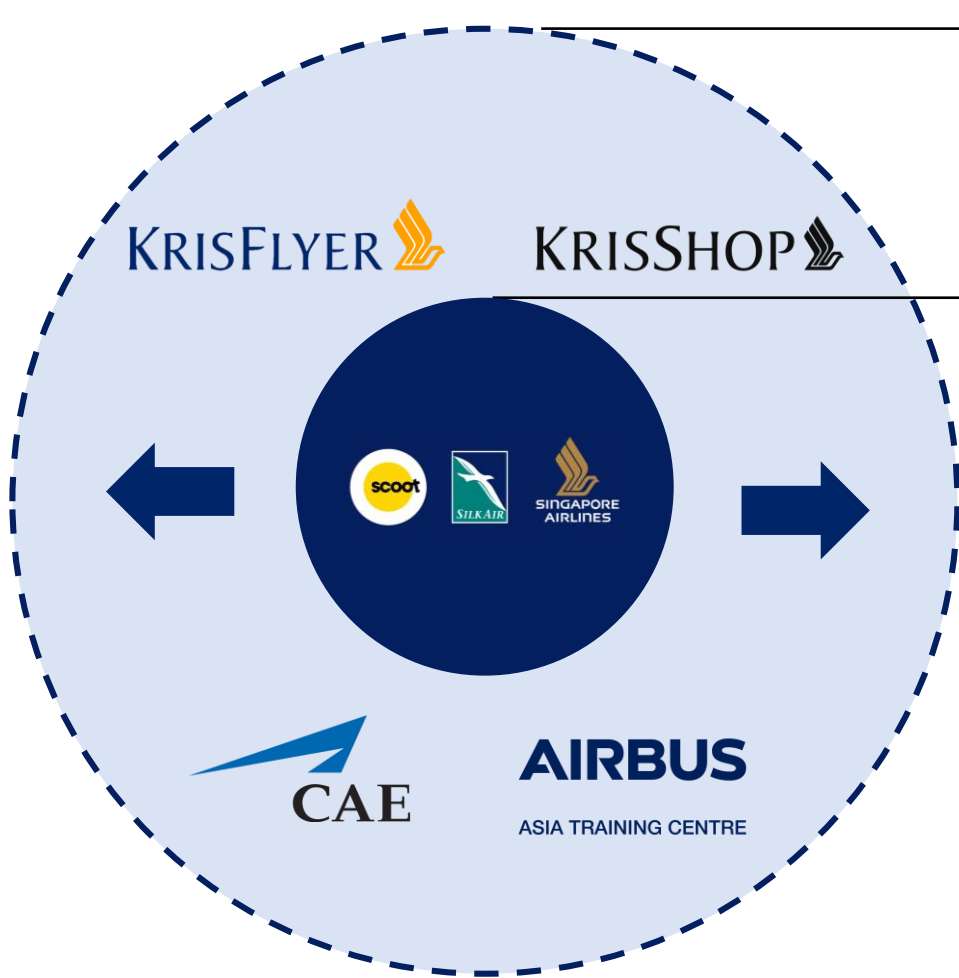 KRISFLYER
KRISSHOP
scoot
SILKAIR
SINGAPORE
AIRLINES
CAE
AIRBUS
ASIA TRAINING CENTRE